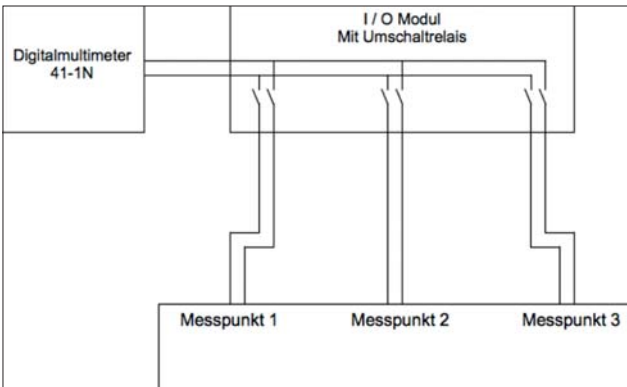 Digitalmultimeter
41-1N
I / O Modul
Mit Umschaltrelais
Messpunkt 1
Messpunkt 2
Messpunkt 3